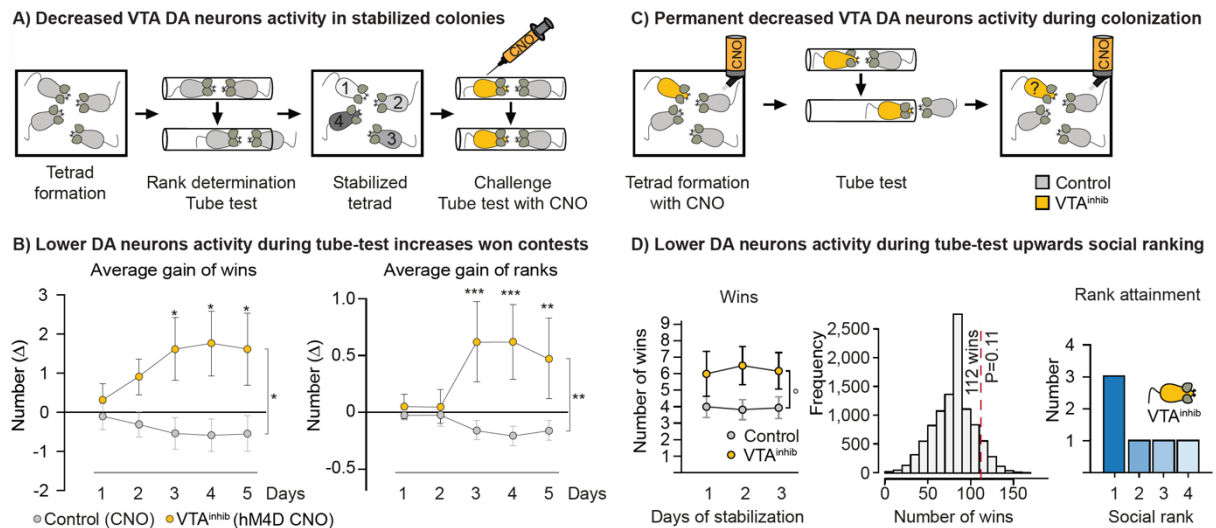 A) Decreased VTA DA neurons activity in stabilized colonies
CNO
1
2
3
4
Tetrad
formation
Rank determination
Tube test
Stabilized
tetrad
Challenge
Tube test with CNO
B) Lower DA neurons activity during tube-test increases won contests
Average gain of wins
Number (Δ)
3
2
1
0
-1
-2
* * *
*
1 2 3 4 5 Days
Average gain of ranks
Number (Δ)
1.0
0.5
0
-0.5
*** *** **
**
1 2 3 4 5 Days
Control (CNO) VTAinhib (hM4D CNO)
C) Permanent decreased VTA DA neurons activity during colonization
CNO
CNO
?
Tetrad formation
with CNO
Tube test
Control
VTAinhib
D) Lower DA neurons activity during tube-test upwards social ranking
Wins
Number of wins
9
8
7
6
5
4
3
2
1
0
°
Control
VTAinhib
1 2 3
Days of stabilization
Frequency
2,500
2,000
1,500
1,000
500
0
112 wins
P=0.11
0 50 100 150
Number of wins
Rank attainment
Number
4
3
2
1
VTAinhib
1 2 3 4
Social rank